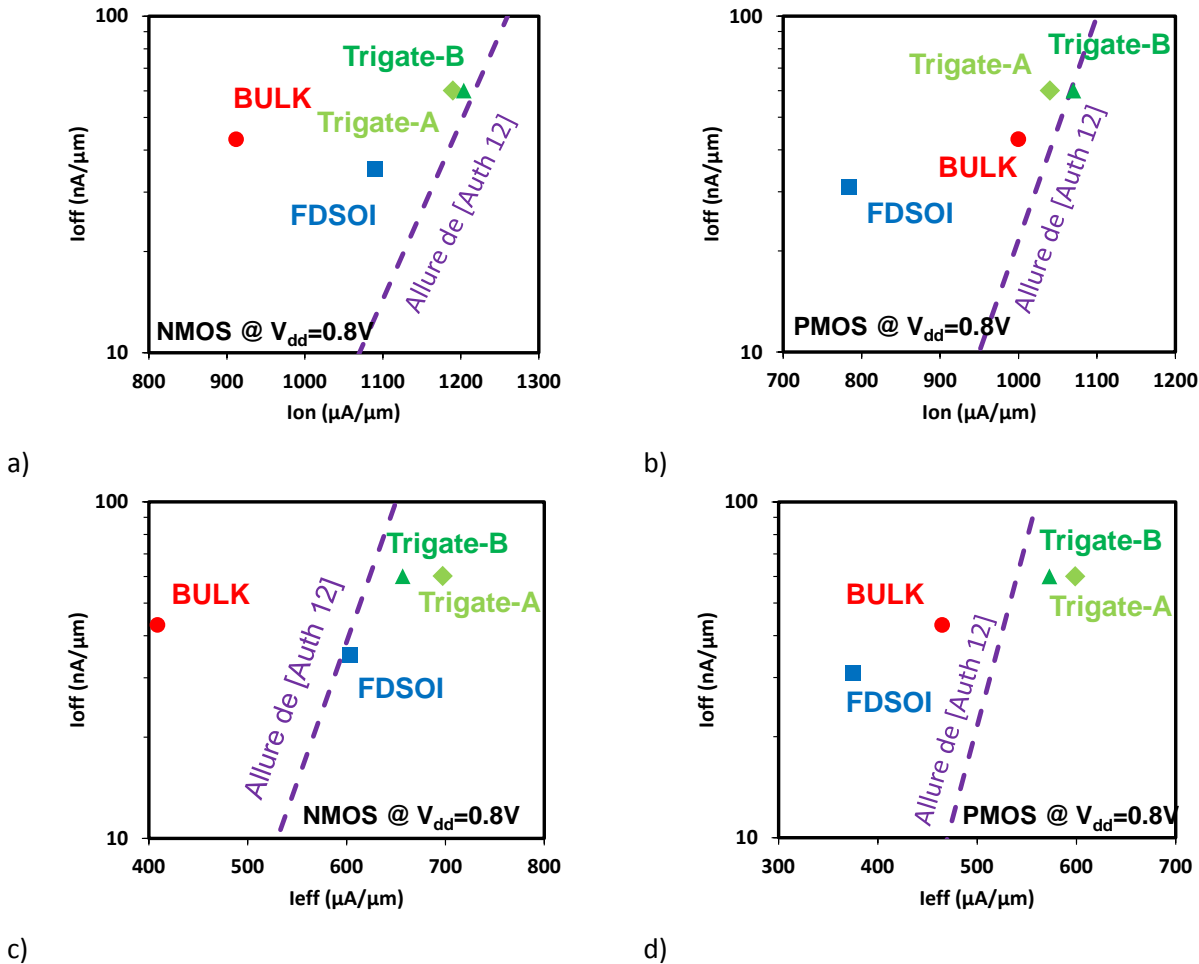 100
Trigate-B
BULK
Trigate-A
FDSOI
Allure de [Auth 12]
NMOS @ Vdd=0.8V
10
800 900 1000 1100 1200 1300
Ioff (nA/µm)
Ion (µA/µm)
a)
100
Trigate-B
Trigate-A
BULK
FDSOI
Allure de [Auth 12]
PMOS @ Vdd=0.8V
10
700 800 900 1000 1100 1200
Ioff (nA/µm)
Ion (µA/µm)
b)
100
Trigate-B
BULK
Trigate-A
FDSOI
Allure de [Auth 12]
NMOS @ Vdd=0.8V
10
400 500 600 700 800
Ioff (nA/µm)
Ieff (µA/µm)
c)
100
Trigate-B
BULK
Trigate-A
FDSOI
Allure de [Auth 12]
PMOS @ Vdd=0.8V
10
300 400 500 600 700
Ioff (nA/µm)
Ieff (µA/µm)
d)